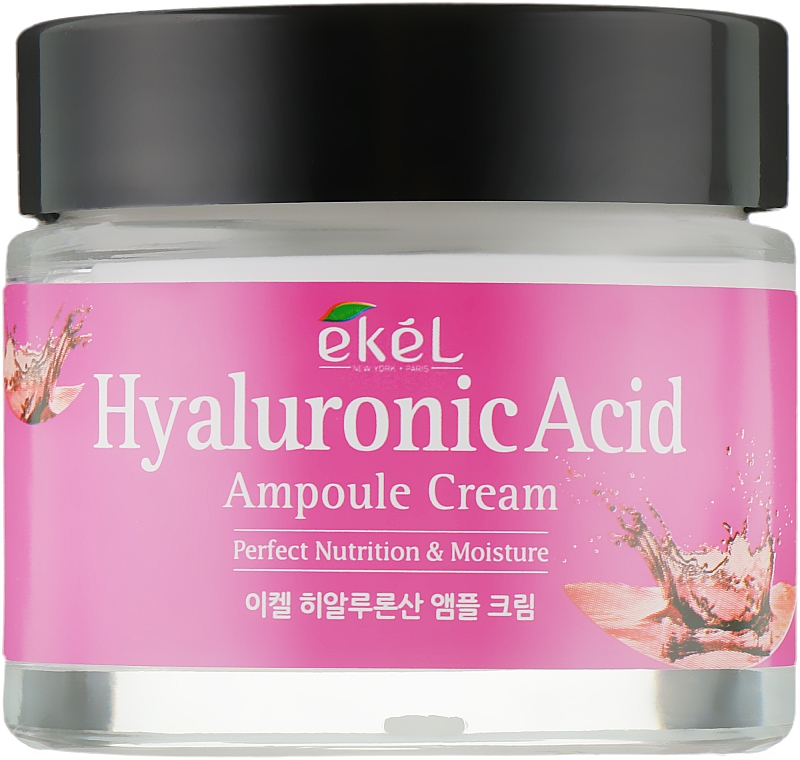 ekéL
NEW YORK • PARIS
Hyaluronic Acid
Ampoule Cream
Perfect Nutrition & Moisture
이켈 히알루론산 앰플 크림